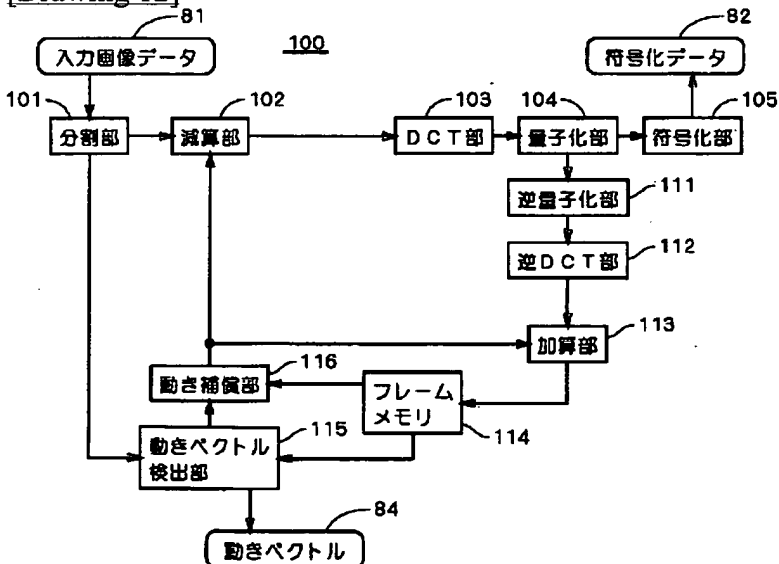 [Drawing 12]
81
82
入力画像データ
100
符号化データ
101
102
103
104
105
分割部
減算部
DCT部
量子化部
符号化部
111
逆量子化部
112
逆DCT部
113
加算部
116
動き補償部
フレーム
メモリ
114
115
動きベクトル
検出部
84
動きベクトル